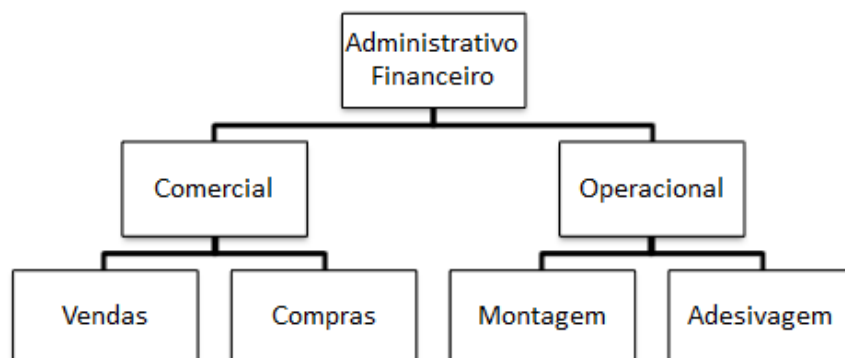 Administrativo
Financeiro
Comercial
Operacional
Vendas
Compras
Montagem
Adesivagem